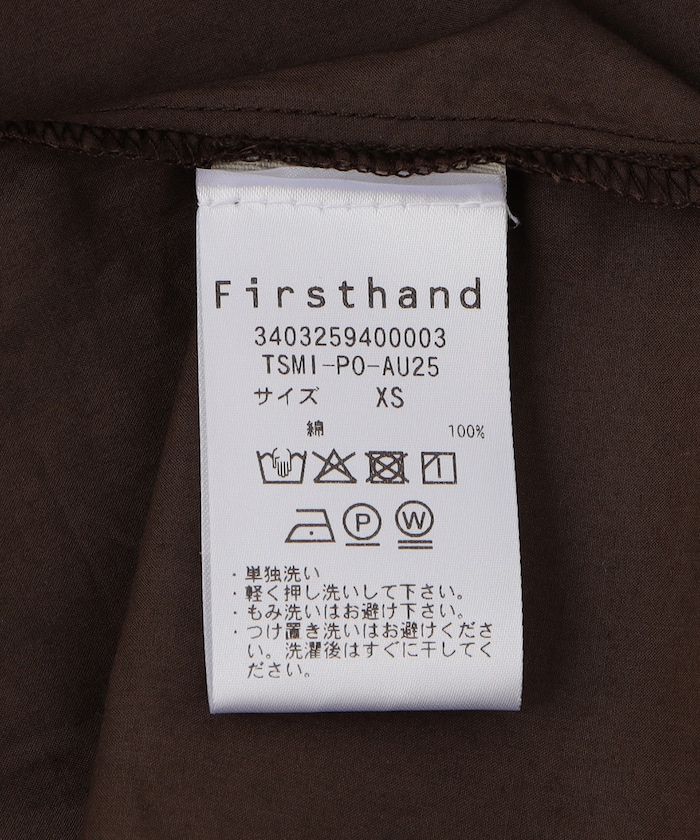 Firsthand
3403259400003
TSMI-PO-AU25
サイズ XS
綿 100%
P W
・単独洗い
・軽く押し洗いして下さい。
・もみ洗いはお避け下さい。
・つけ置き洗いはお避けくださ
い。洗濯後はすぐに干してく
ださい。